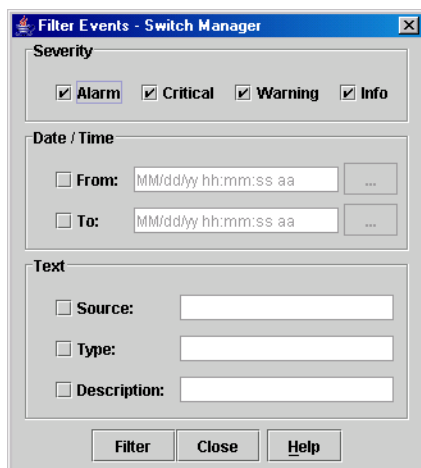 Filter Events - Switch Manager
Severity
Alarm Critical Warning Info
Date / Time
From: MM/dd/yy hh:mm:ss aa ...
To: MM/dd/yy hh:mm:ss aa ...
Text
Source:
Type:
Description:
Filter Close Help